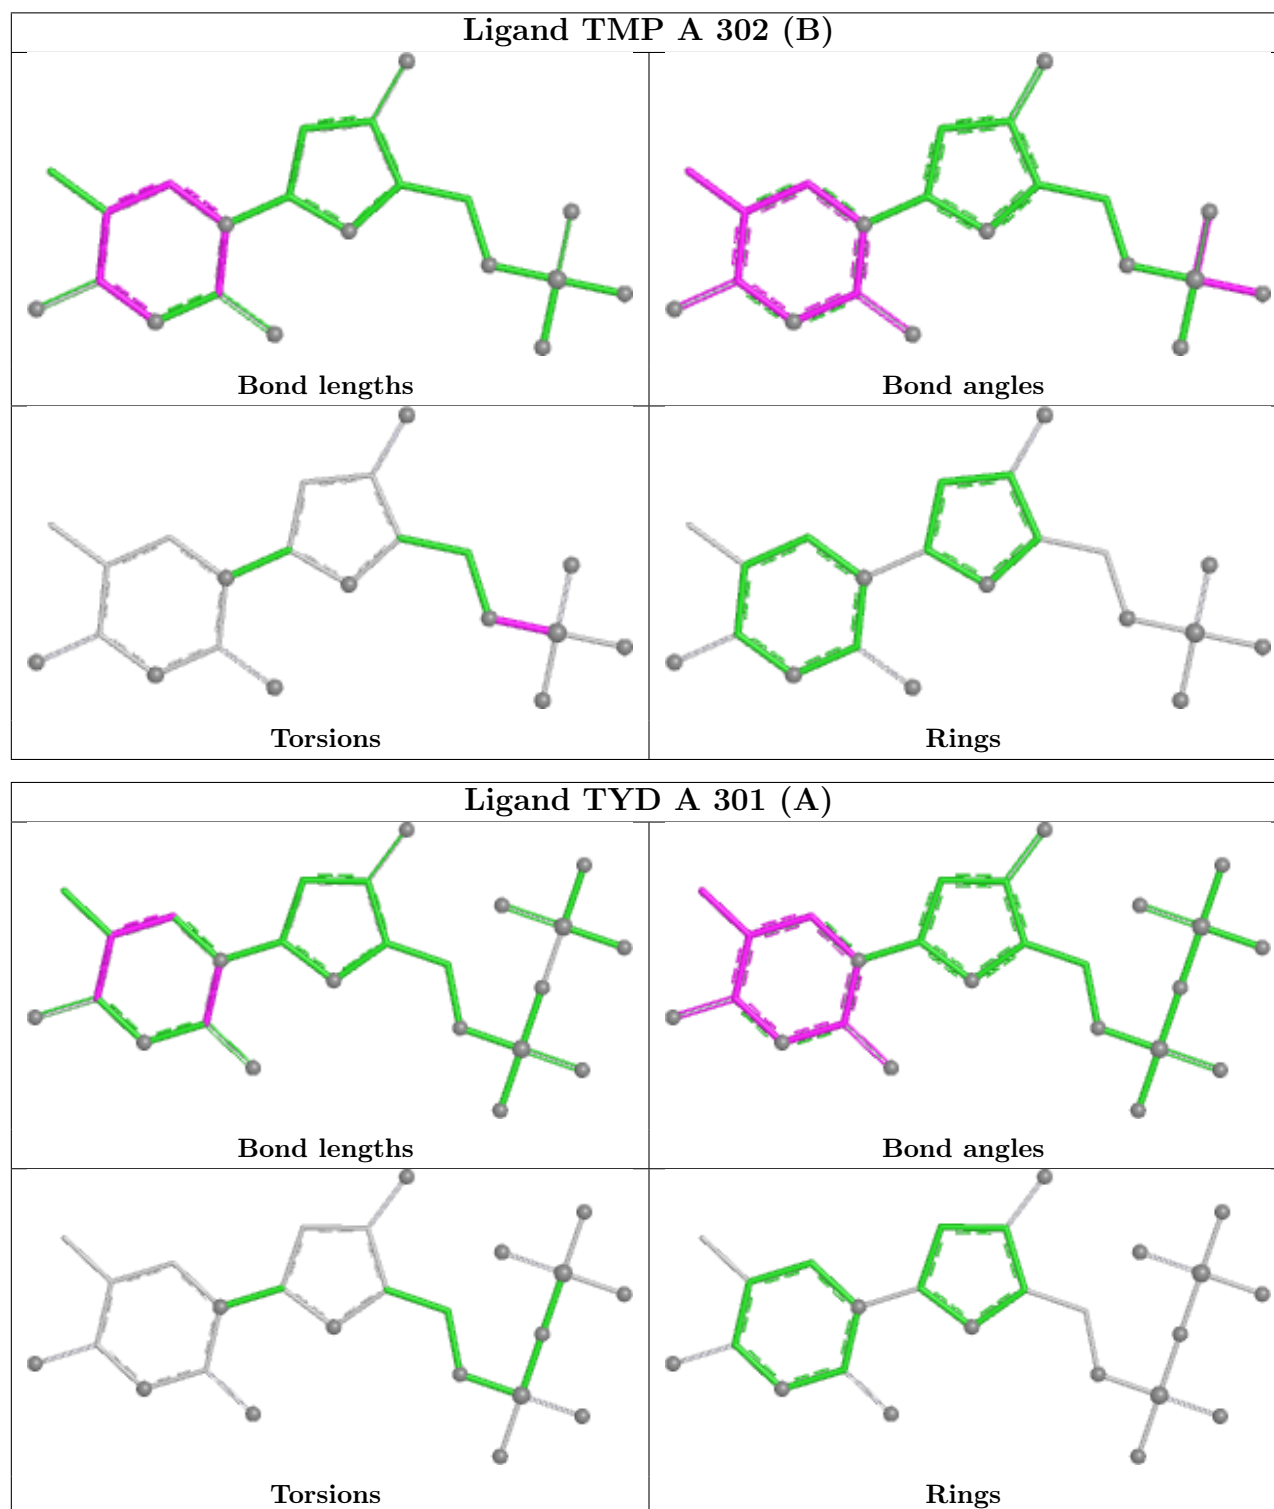 Ligand TMP A 302 (B)
Bond lengths
Bond angles
Torsions
Rings
Ligand TYD A 301 (A)
Bond lengths
Bond angles
Torsions
Rings